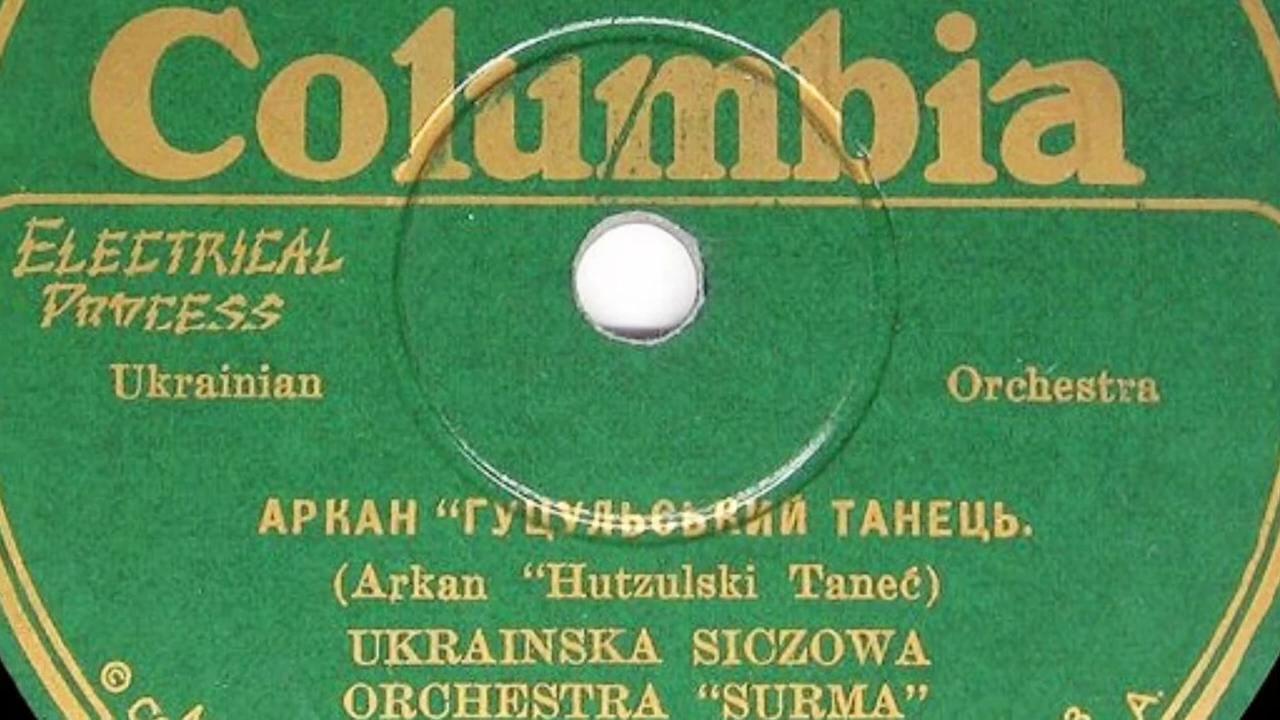 Columbia
ELECTRICAL
PROCESS
Ukrainian Orchestra
АРКАН “ГУЦУЛЬСЬКИЙ ТАНЕЦЬ.
(Arkan “Hutzulski Taneć)
UKRAINSKA SICZOWA
ORCHESTRA “SURMA”